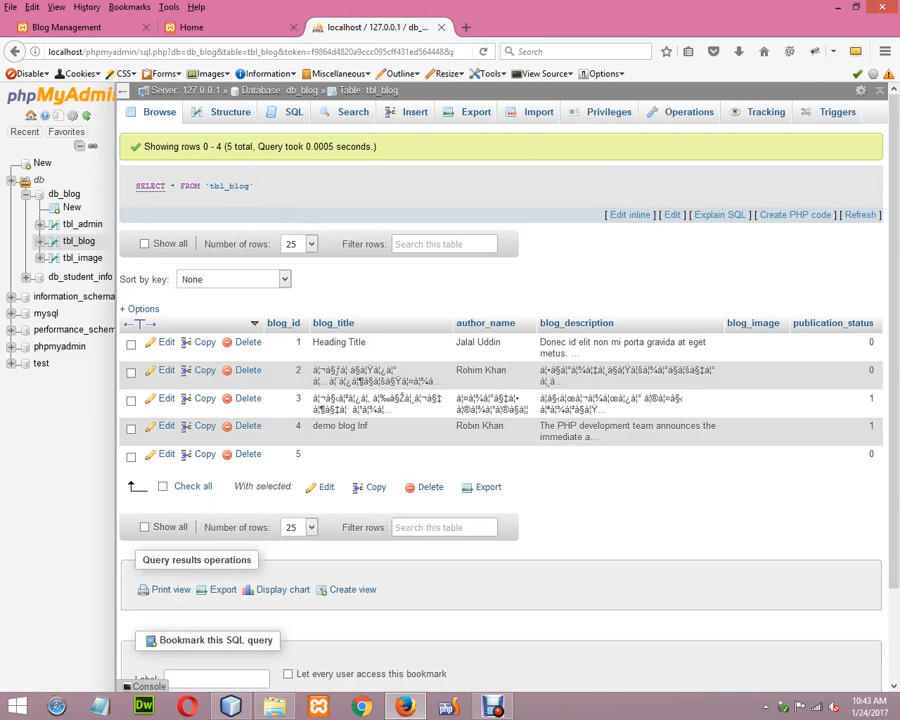 File Edit View History Bookmarks Tools Help
Blog Management × Home × localhost / 127.0.0.1 / db_ ×
localhost/phpmyadmin/sql.php?db=db_blog&table=tbl_blog&token=f9864d4820a9ccc095cff431ed564448&p Search
Disable Cookies CSS Forms Images Information Miscellaneous Outline Resize Tools View Source Options
phpMyAdmin
Server: 127.0.0.1 » Database: db_blog » Table: tbl_blog
Browse Structure SQL Search Insert Export Import Privileges Operations Tracking Triggers
Recent Favorites
New
db
db_blog
New
tbl_admin
tbl_blog
tbl_image
db_student_info
information_schema
mysql
performance_schem
phpmyadmin
test
Showing rows 0 - 4 (5 total, Query took 0.0005 seconds.)
SELECT * FROM `tbl_blog`
[ Edit inline ] [ Edit ] [ Explain SQL ] [ Create PHP code ] [ Refresh ]
Show all Number of rows: 25 Filter rows: Search this table
Sort by key: None
+ Options
←T→ blog_id blog_title author_name blog_description blog_image publication_status
Edit Copy Delete 1 Heading Title Jalal Uddin Donec id elit non mi porta gravida at eget 0
metus. ...
Edit Copy Delete 2 Rohim Khan 0
Edit Copy Delete 3 1
Edit Copy Delete 4 demo blog Inf Robin Khan The PHP development team announces the 1
immediate a...
Edit Copy Delete 5 0
Check all With selected: Edit Copy Delete Export
Show all Number of rows: 25 Filter rows: Search this table
Query results operations
Print view Export Display chart Create view
Bookmark this SQL query
Label: Let every user access this bookmark
Console
Dw
10:43 AM
1/24/2017